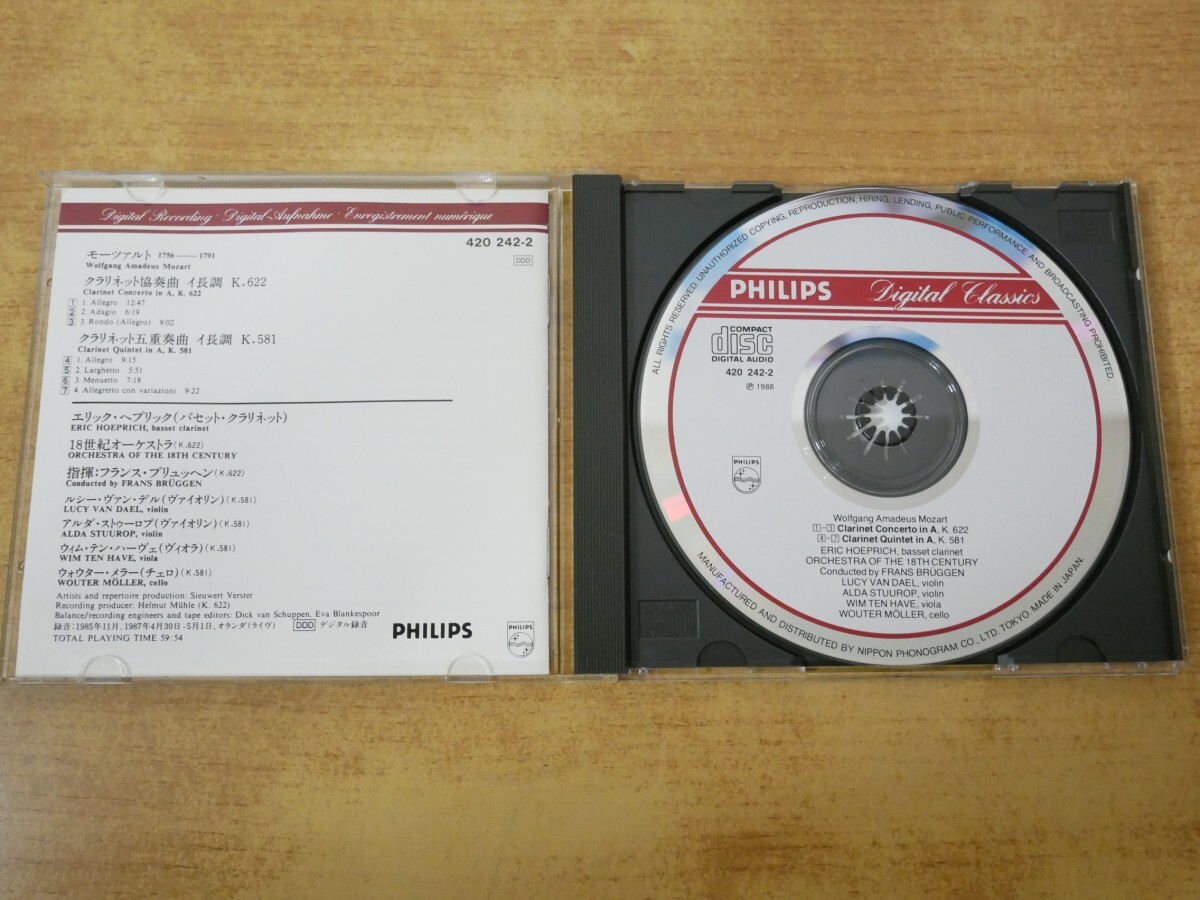 Digital Recording · Digital-Aufnahme · Enregistrement numérique
420 242-2
DDD
モーツァルト 1756――1791
Wolfgang Amadeus Mozart
クラリネット協奏曲 イ長調 K.622
Clarinet Concerto in A, K. 622
1 1. Allegro 12:47
2 2. Adagio 6:19
3 3. Rondo (Allegro) 9:02
クラリネット五重奏曲 イ長調 K.581
Clarinet Quintet in A, K. 581
4 1. Allegro 9:15
5 2. Larghetto 5:51
6 3. Menuetto 7:18
7 4. Allegretto con variazioni 9:22
エリック・ヘプリック(バセット・クラリネット)
ERIC HOEPRICH, basset clarinet
18世紀オーケストラ(K.622)
ORCHESTRA OF THE 18TH CENTURY
指揮:フランス・ブリュッヘン(K.622)
Conducted by FRANS BRÜGGEN
ルシー・ヴァン・デル(ヴァイオリン)(K.581)
LUCY VAN DAEL, violin
アルダ・ストゥーロプ(ヴァイオリン)(K.581)
ALDA STUUROP, violin
ウィム・テン・ハーヴェ(ヴィオラ)(K.581)
WIM TEN HAVE, viola
ウォウター・メラー(チェロ)(K.581)
WOUTER MÖLLER, cello
Artists and repertoire production: Sieuwert Verster
Recording producer: Helmut Mühle (K. 622)
Balance/recording engineers and tape editors: Dick van Schuppen, Eva Blankespoor
録音:1985年11月, 1987年4月30日-5月1日, オランダ(ライヴ) DDD デジタル録音
TOTAL PLAYING TIME 59:54
PHILIPS
PHILIPS
ALL RIGHTS RESERVED. UNAUTHORIZED COPYING, REPRODUCTION, HIRING, LENDING, PUBLIC PERFORMANCE AND BROADCASTING PROHIBITED.
PHILIPS Digital Classics
COMPACT
disc
DIGITAL AUDIO
420 242-2
℗ 1988
PHILIPS
Wolfgang Amadeus Mozart
1-3 Clarinet Concerto in A, K. 622
4-7 Clarinet Quintet in A, K. 581
ERIC HOEPRICH, basset clarinet
ORCHESTRA OF THE 18TH CENTURY
Conducted by FRANS BRÜGGEN
LUCY VAN DAEL, violin
ALDA STUUROP, violin
WIM TEN HAVE, viola
WOUTER MÖLLER, cello
MANUFACTURED AND DISTRIBUTED BY NIPPON PHONOGRAM CO., LTD. TOKYO. MADE IN JAPAN.